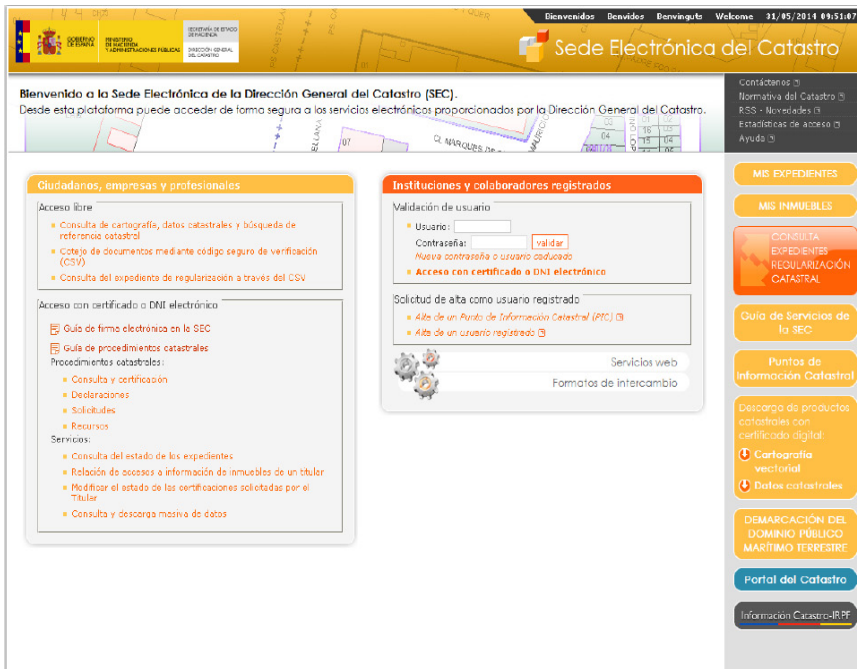 Bienvenidos Benvidos Benvinguts Welcome 31/05/2014 09:51:07
GOBIERNO DE ESPAÑA
MINISTERIO DE HACIENDA Y ADMINISTRACIONES PÚBLICAS
SECRETARÍA DE ESTADO DE HACIENDA
DIRECCIÓN GENERAL DEL CATASTRO
Sede Electrónica del Catastro
Bienvenido a la Sede Electrónica de la Dirección General del Catastro (SEC).
Desde esta plataforma puede acceder de forma segura a los servicios electrónicos proporcionados por la Dirección General del Catastro.
Contáctenos
Normativa del Catastro
RSS - Novedades
Estadísticas de acceso
Ayuda
07
CL MARQUES DE
04
Ciudadanos, empresas y profesionales
Acceso libre
Consulta de cartografía, datos catastrales y búsqueda de
referencia catastral
Cotejo de documentos mediante código seguro de verificación
(CSV)
Consulta del expediente de regularización a través del CSV
Acceso con certificado o DNI electrónico
Guía de firma electrónica en la SEC
Guía de procedimientos catastrales
Procedimientos catastrales:
Consulta y certificación
Declaraciones
Solicitudes
Recursos
Servicios:
Consulta del estado de los expedientes
Relación de accesos a información de inmuebles de un titular
Modificar el estado de las certificaciones solicitadas por el
Titular
Consulta y descarga masiva de datos
Instituciones y colaboradores registrados
Validación de usuario
Usuario:
Contraseña: validar
Nueva contraseña o usuario caducado
Acceso con certificado o DNI electrónico
Solicitud de alta como usuario registrado
Alta de un Punto de Información Catastral (PIC)
Alta de un usuario registrado
Servicios web
Formatos de intercambio
MIS EXPEDIENTES
MIS INMUEBLES
CONSULTA
EXPEDIENTES
REGULARIZACIÓN
CATASTRAL
Guía de Servicios de
la SEC
Puntos de
Información Catastral
Descarga de productos
catastrales con
certificado digital:
Cartografía
vectorial
Datos catastrales
DEMARCACIÓN DEL
DOMINIO PÚBLICO
MARÍTIMO TERRESTRE
Portal del Catastro
Información Catastro-IRPF